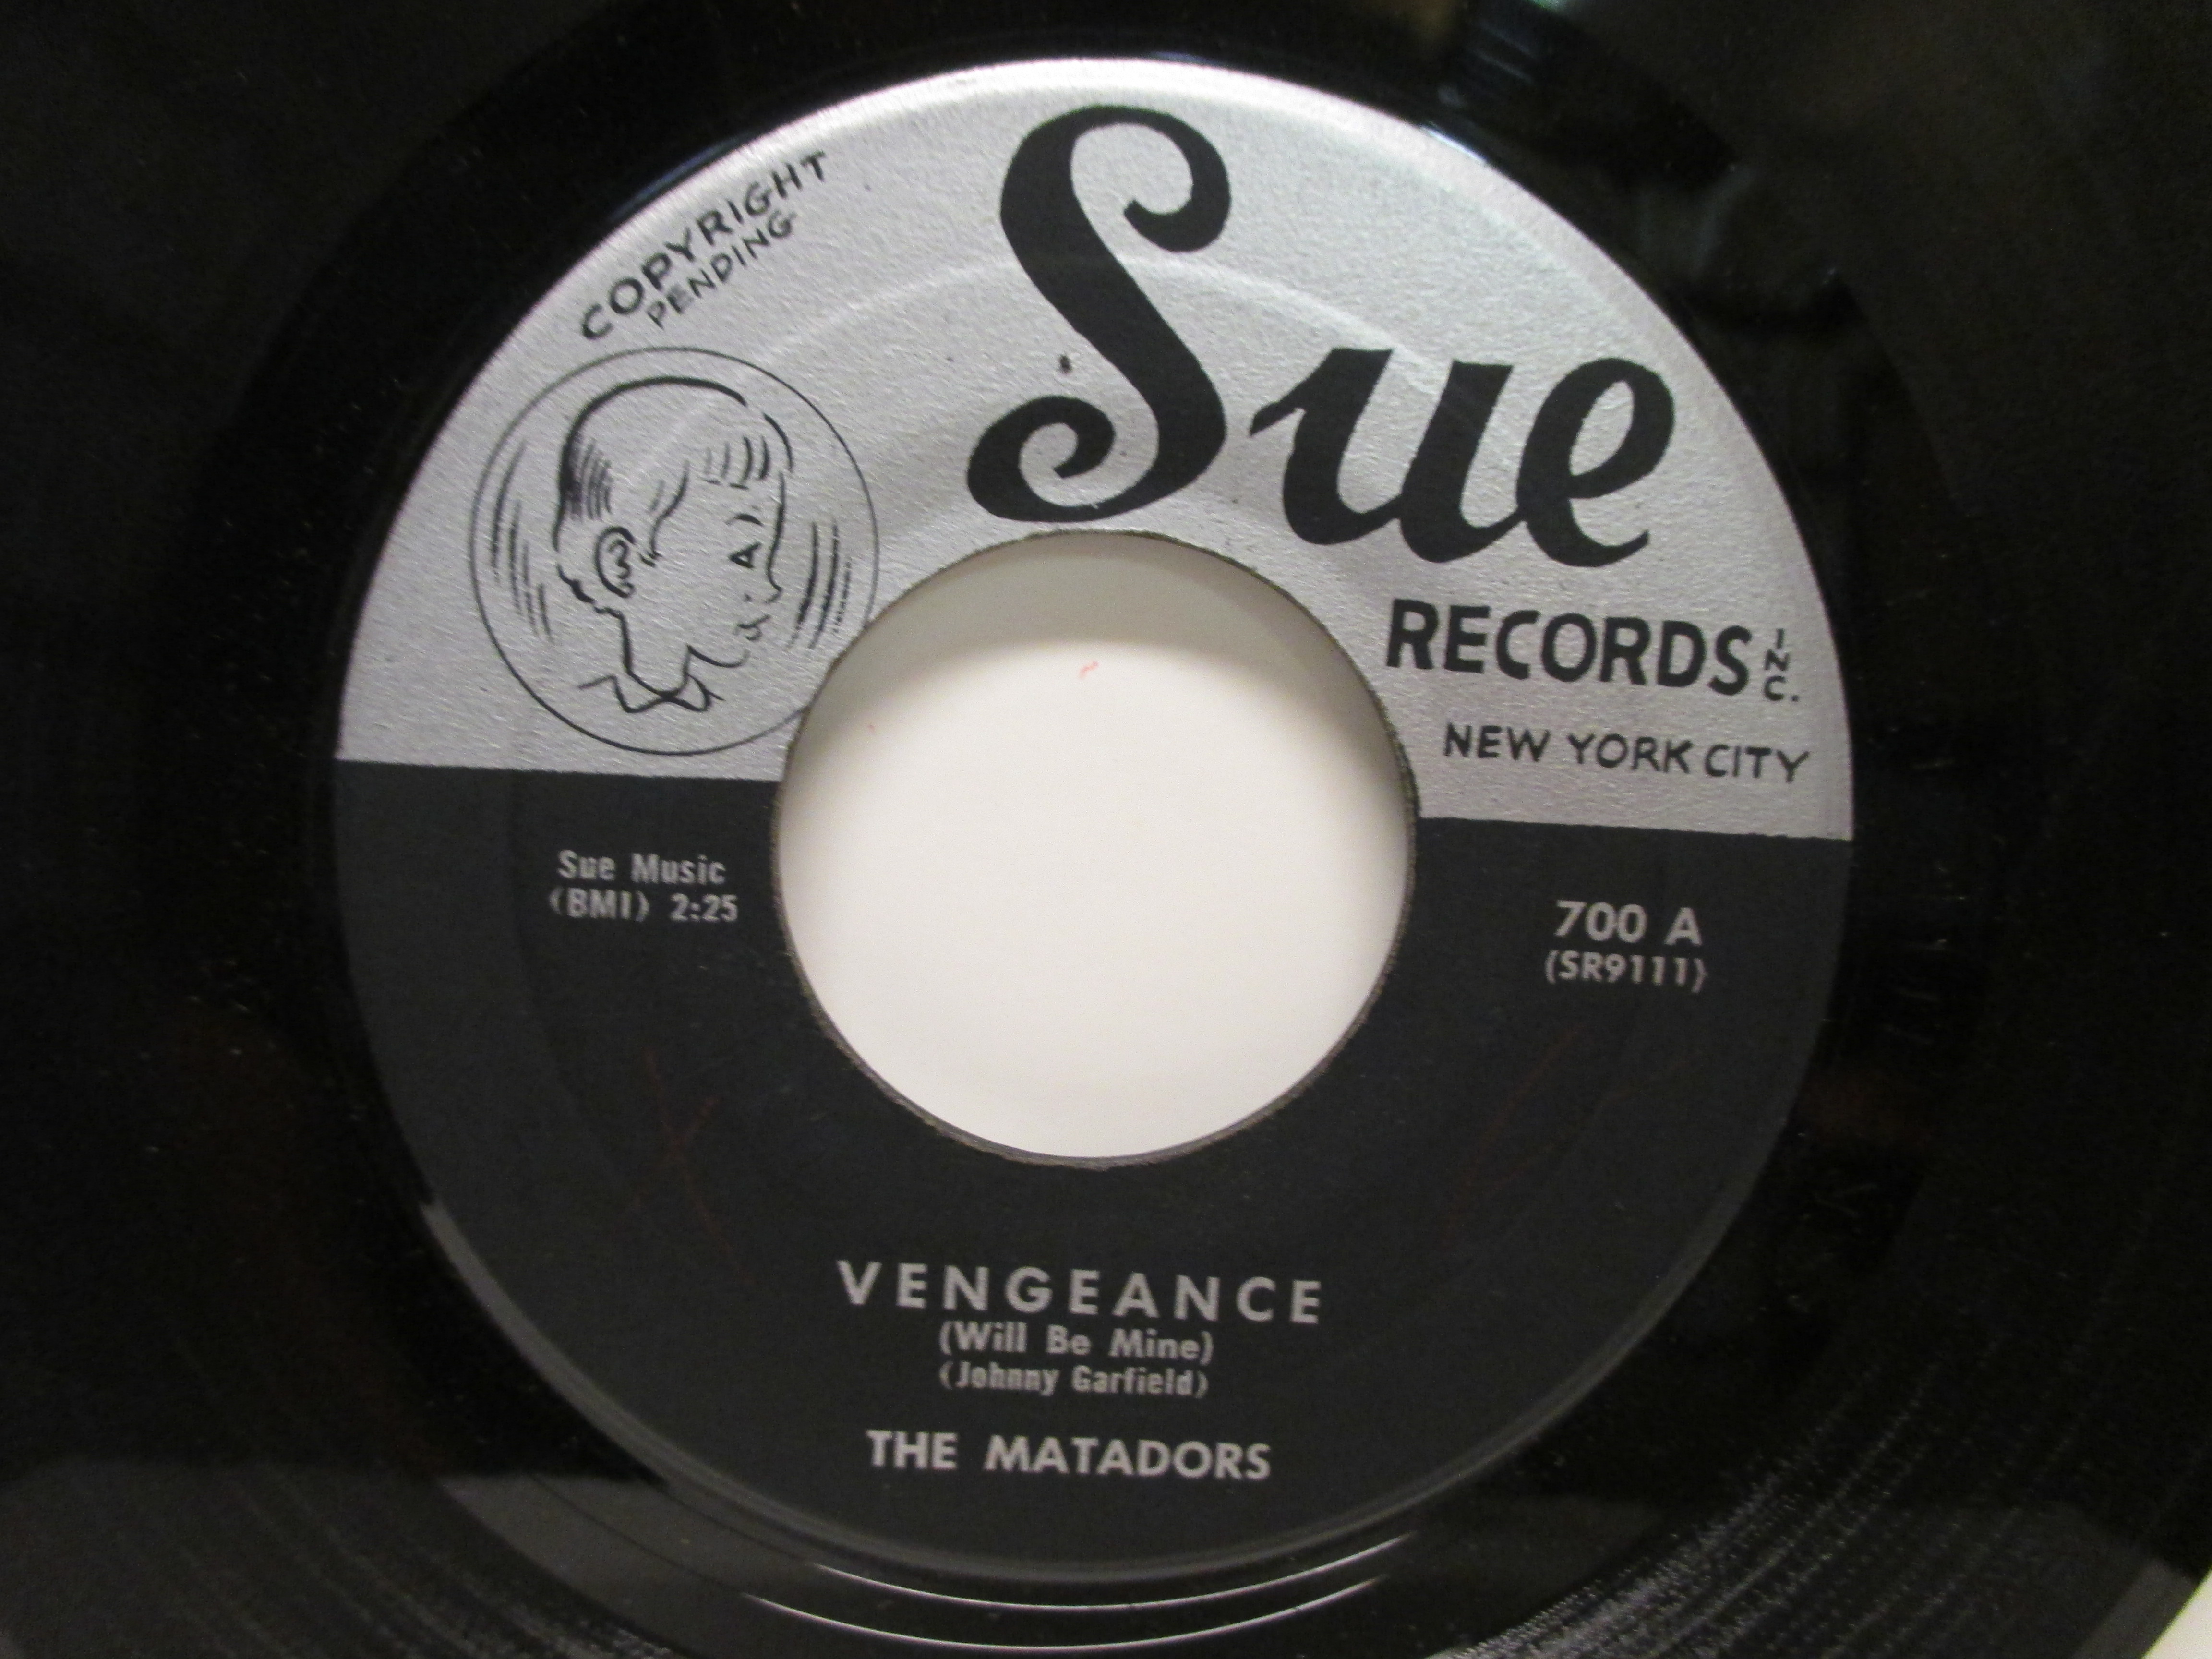 COPYRIGHT
PENDING
Sue
RECORDS INC.
NEW YORK CITY
Sue Music
(BMI) 2:25
700 A
(SR9111)
VENGEANCE
(Will Be Mine)
(Johnny Garfield)
THE MATADORS